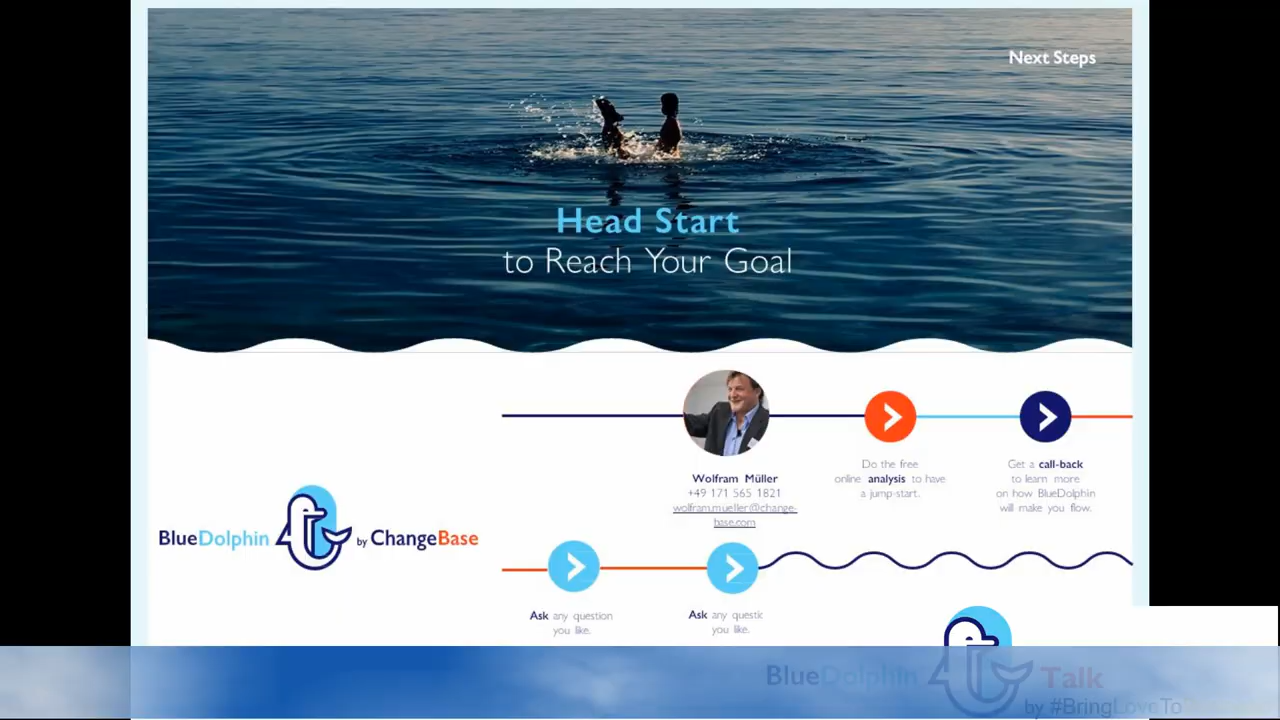 Next Steps
Head Start
to Reach Your Goal
Wolfram Müller
+49 171 565 1821
wolfram.mueller@change-
base.com
Do the free
online analysis to have
a jump-start.
Get a call-back
to learn more
on how BlueDolphin
will make you flow.
BlueDolphin by ChangeBase
Ask any question
you like.
Ask any questic
you like.
BlueDolphin Talk
by #BringLoveTo